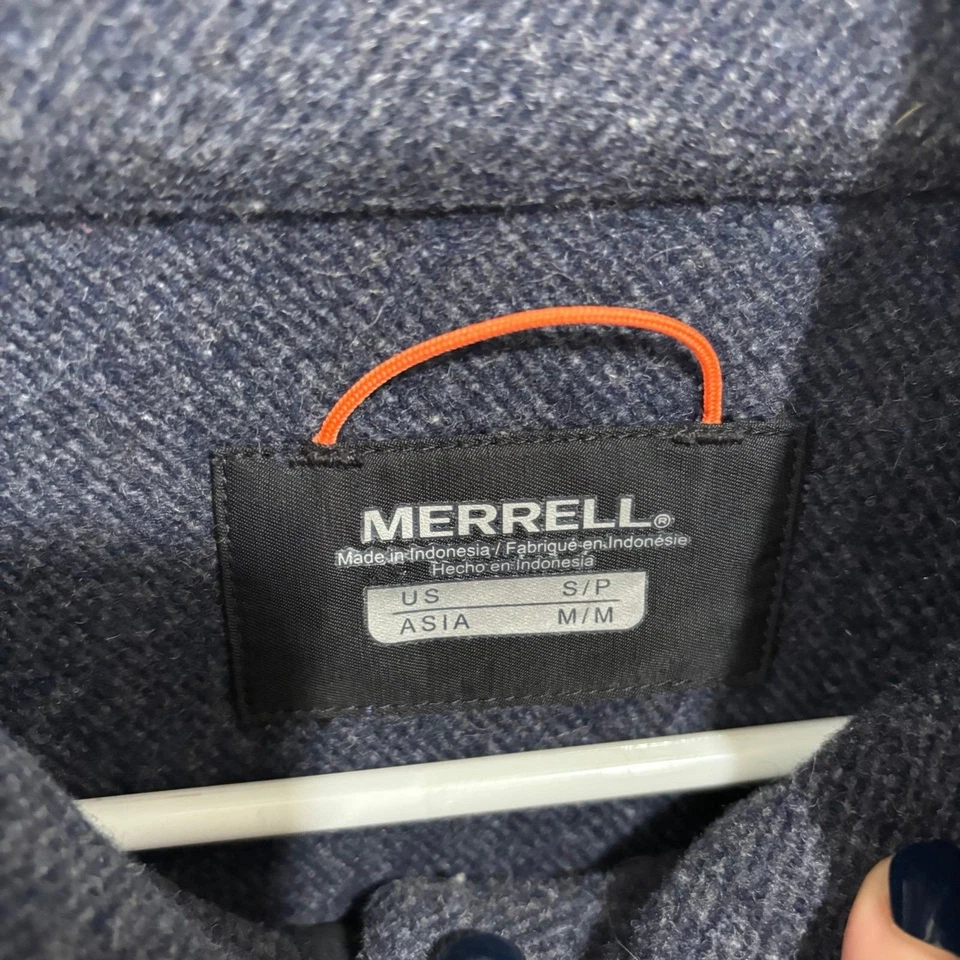 MERRELL®
Made in Indonesia / Fabriqué en Indonésie
Hecho en Indonesia
US S/P
ASIA M/M